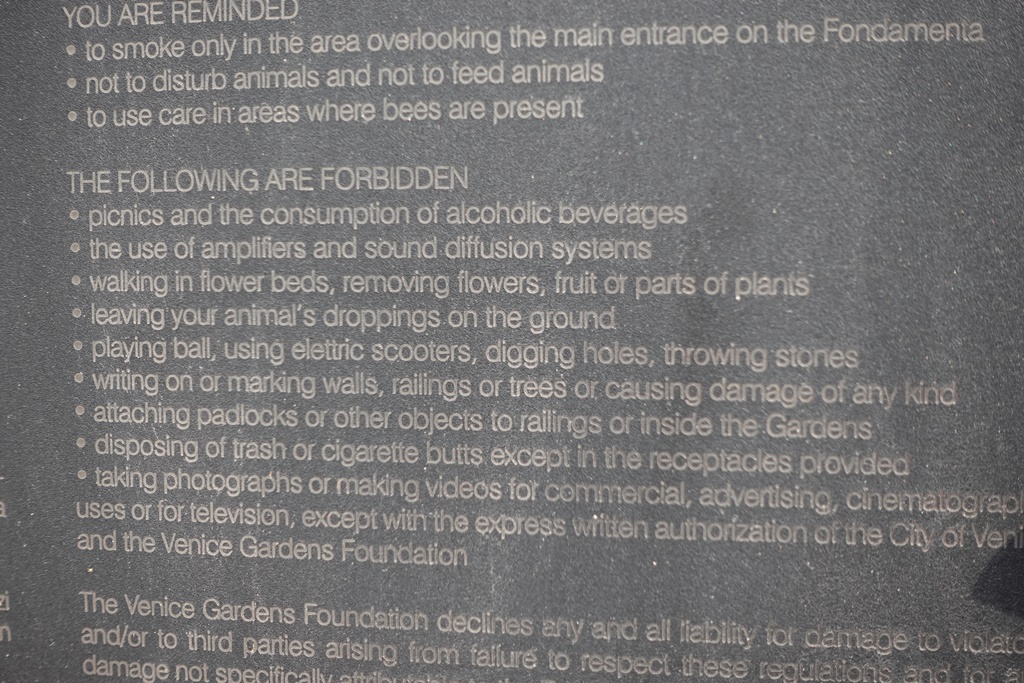 YOU ARE REMINDED
• to smoke only in the area overlooking the main entrance on the Fondamenta
• not to disturb animals and not to feed animals
• to use care in areas where bees are present
THE FOLLOWING ARE FORBIDDEN
• picnics and the consumption of alcoholic beverages
• the use of amplifiers and sound diffusion systems
• walking in flower beds, removing flowers, fruit or parts of plants
• leaving your animal's droppings on the ground
• playing ball, using elettric scooters, digging holes, throwing stones
• writing on or marking walls, railings or trees or causing damage of any kind
• attaching padlocks or other objects to railings or inside the Gardens
• disposing of trash or cigarette butts except in the receptacles provided
• taking photographs or making videos for commercial, advertising, cinematograph
uses or for television, except with the express written authorization of the City of Veni
and the Venice Gardens Foundation
The Venice Gardens Foundation declines any and all liability for damage to violato
and/or to third parties arising from failure to respect these regulations and for a
damage not specifically